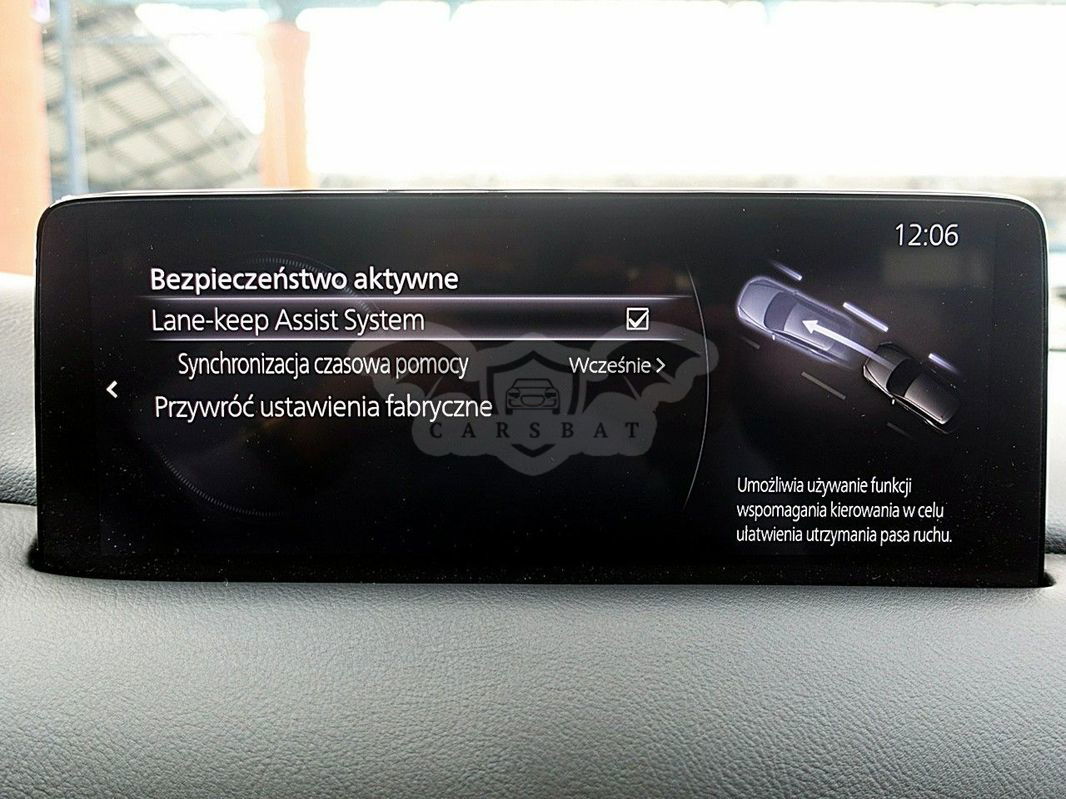 12:06
Bezpieczeństwo aktywne
Lane-keep Assist System
Synchronizacja czasowa pomocy Wcześnie >
Przywróć ustawienia fabryczne
CARSBAT
Umożliwia używanie funkcji
wspomagania kierowania w celu
ułatwienia utrzymania pasa ruchu.